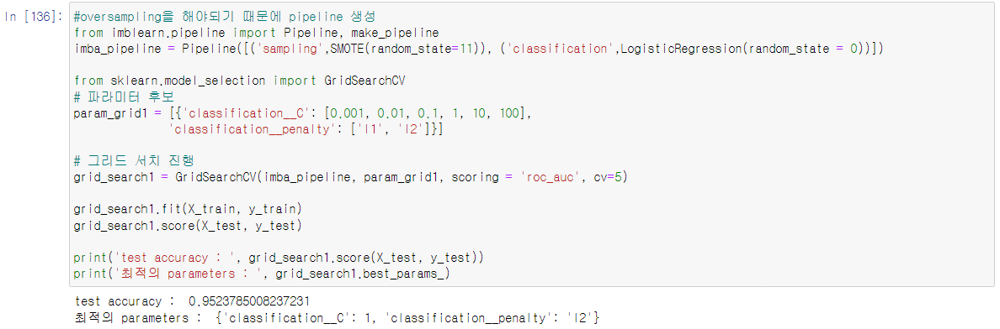 In [136]: #oversampling을 해야되기 때문에 pipeline 생성
from imblearn.pipeline import Pipeline, make_pipeline
imba_pipeline = Pipeline([('sampling',SMOTE(random_state=11)), ('classification',LogisticRegression(random_state = 0))])
from sklearn.model_selection import GridSearchCV
# 파라미터 후보
param_grid1 = [{'classification__C': [0.001, 0.01, 0.1, 1, 10, 100],
'classification__penalty': ['l1', 'l2']}]
# 그리드 서치 진행
grid_search1 = GridSearchCV(imba_pipeline, param_grid1, scoring = 'roc_auc', cv=5)
grid_search1.fit(X_train, y_train)
grid_search1.score(X_test, y_test)
print('test accuracy : ', grid_search1.score(X_test, y_test))
print('최적의 parameters : ', grid_search1.best_params_)
test accuracy :  0.9523785008237231
최적의 parameters :  {'classification__C': 1, 'classification__penalty': 'l2'}